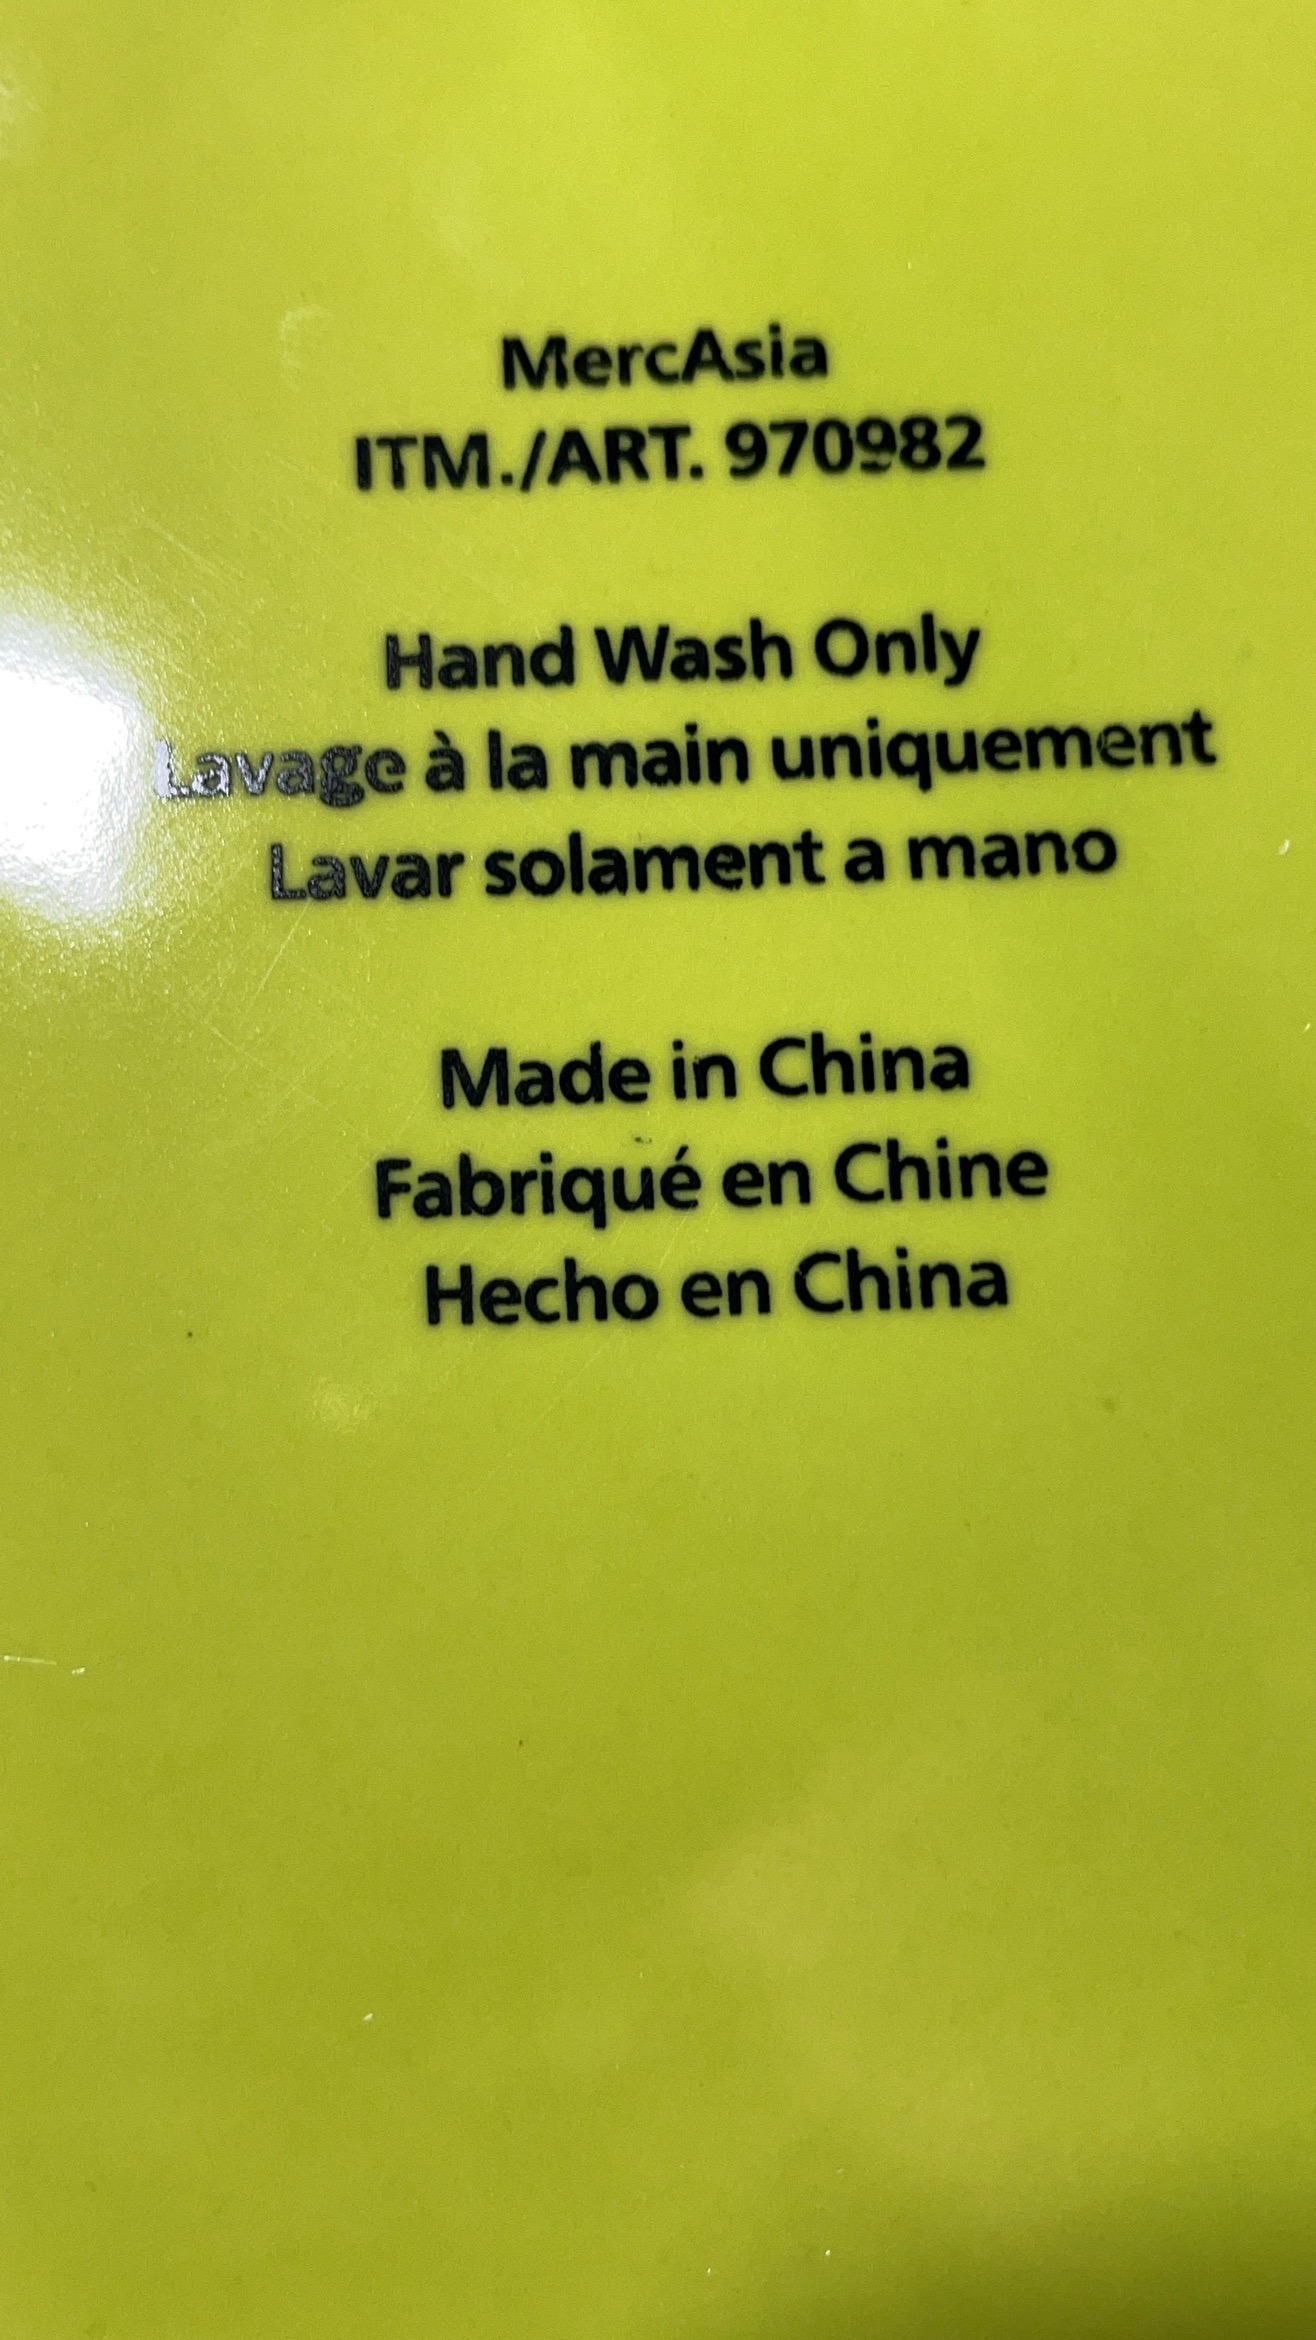 MercAsia
ITM./ART. 970982
Hand Wash Only
Lavage à la main uniquement
Lavar solament a mano
Made in China
Fabriqué en Chine
Hecho en China